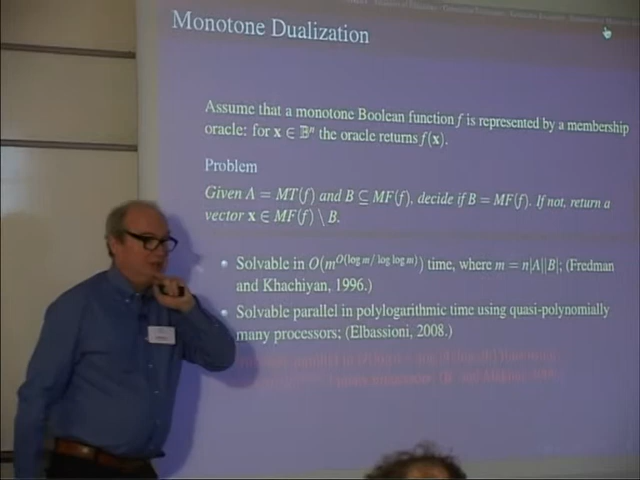 Monotone Dualization
Assume that a monotone Boolean function f is represented by a membership
oracle: for x ∈ 𝔹ⁿ the oracle returns f(x).
Problem
Given A = MT(f) and B ⊆ MF(f), decide if B = MF(f). If not, return a
vector x ∈ MF(f) \ B.
Solvable in O(m^{O(log m/ log log m)}) time, where m = n|A||B|; (Fredman
and Khachiyan, 1996.)
Solvable parallel in polylogarithmic time using quasi-polynomially
many processors; (Elbassioni, 2008.)